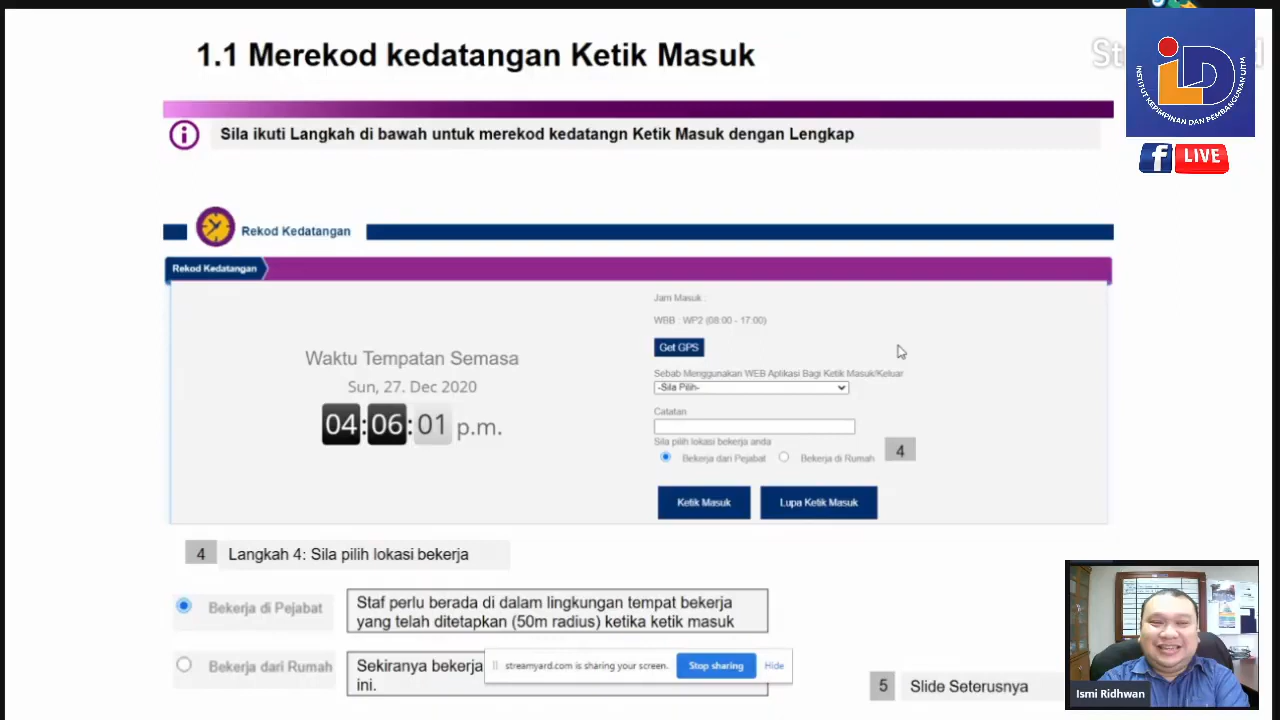 1.1 Merekod kedatangan Ketik Masuk
INSTITUT KEPIMPINAN DAN PEMBANGUNAN UiTM
f LIVE
Sila ikuti Langkah di bawah untuk merekod kedatangn Ketik Masuk dengan Lengkap
Rekod Kedatangan
Rekod Kedatangan
Jam Masuk :
WBB : WP2 (08:00 - 17:00)
Get GPS
Waktu Tempatan Semasa
Sun, 27. Dec 2020
04:06:01 p.m.
Sebab Menggunakan WEB Aplikasi Bagi Ketik Masuk/Keluar
-Sila Pilih-
Catatan
Sila pilih lokasi bekerja anda
Bekerja dari Pejabat Bekerja di Rumah
4
Ketik Masuk Lupa Ketik Masuk
4 Langkah 4: Sila pilih lokasi bekerja
Bekerja di Pejabat
Staf perlu berada di dalam lingkungan tempat bekerja
yang telah ditetapkan (50m radius) ketika ketik masuk
Bekerja dari Rumah
Sekiranya bekerja
ini.
streamyard.com is sharing your screen. Stop sharing Hide
5 Slide Seterusnya
Ismi Ridhwan